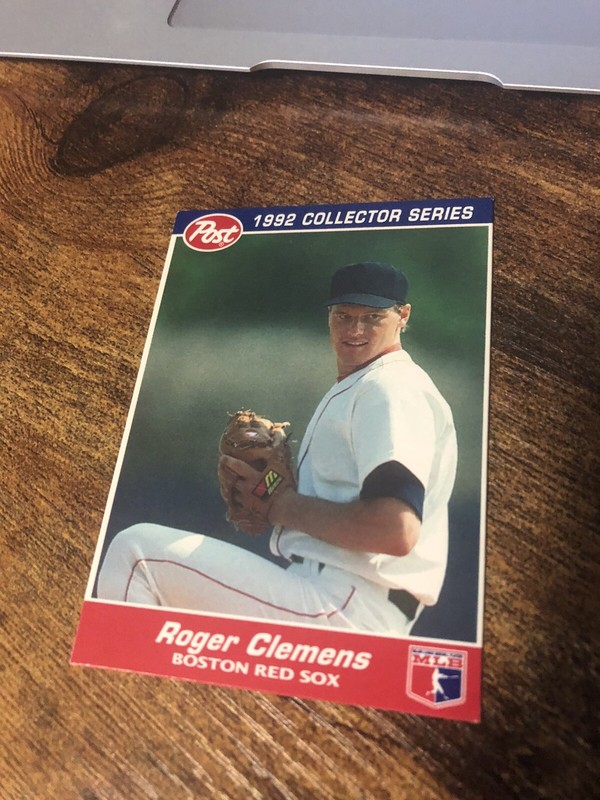 Post
1992 COLLECTOR SERIES
Roger Clemens
BOSTON RED SOX
MLB